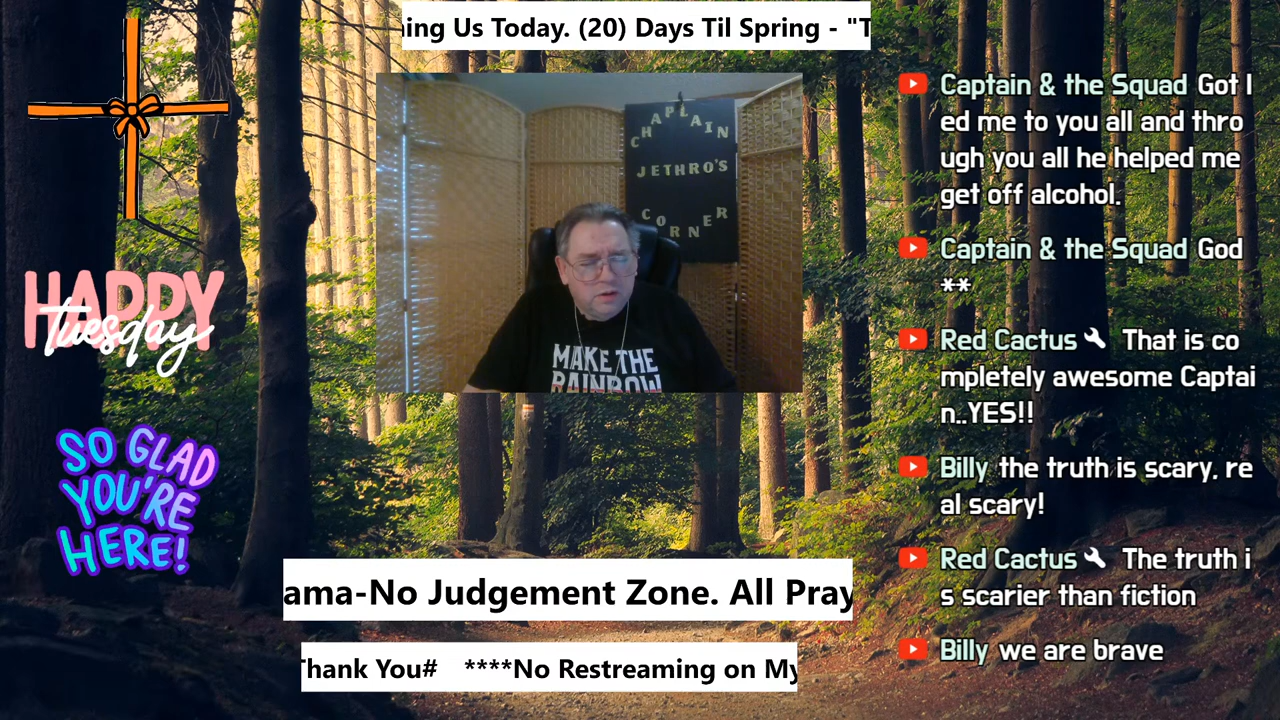 ing Us Today. (20) Days Til Spring - "T
CHAPLAIN
JETHRO'S
CORNER
MAKE THE
RAINBOW
HAPPY
tuesday
SO GLAD
YOU'RE
HERE!
ama-No Judgement Zone. All Pray
Thank You#    ****No Restreaming on My
Captain & the Squad Got l
ed me to you all and thro
ugh you all he helped me
get off alcohol.
Captain & the Squad God
**
Red Cactus That is co
mpletely awesome Captai
n..YES!!
Billy the truth is scary, re
al scary!
Red Cactus The truth i
s scarier than fiction
Billy we are brave